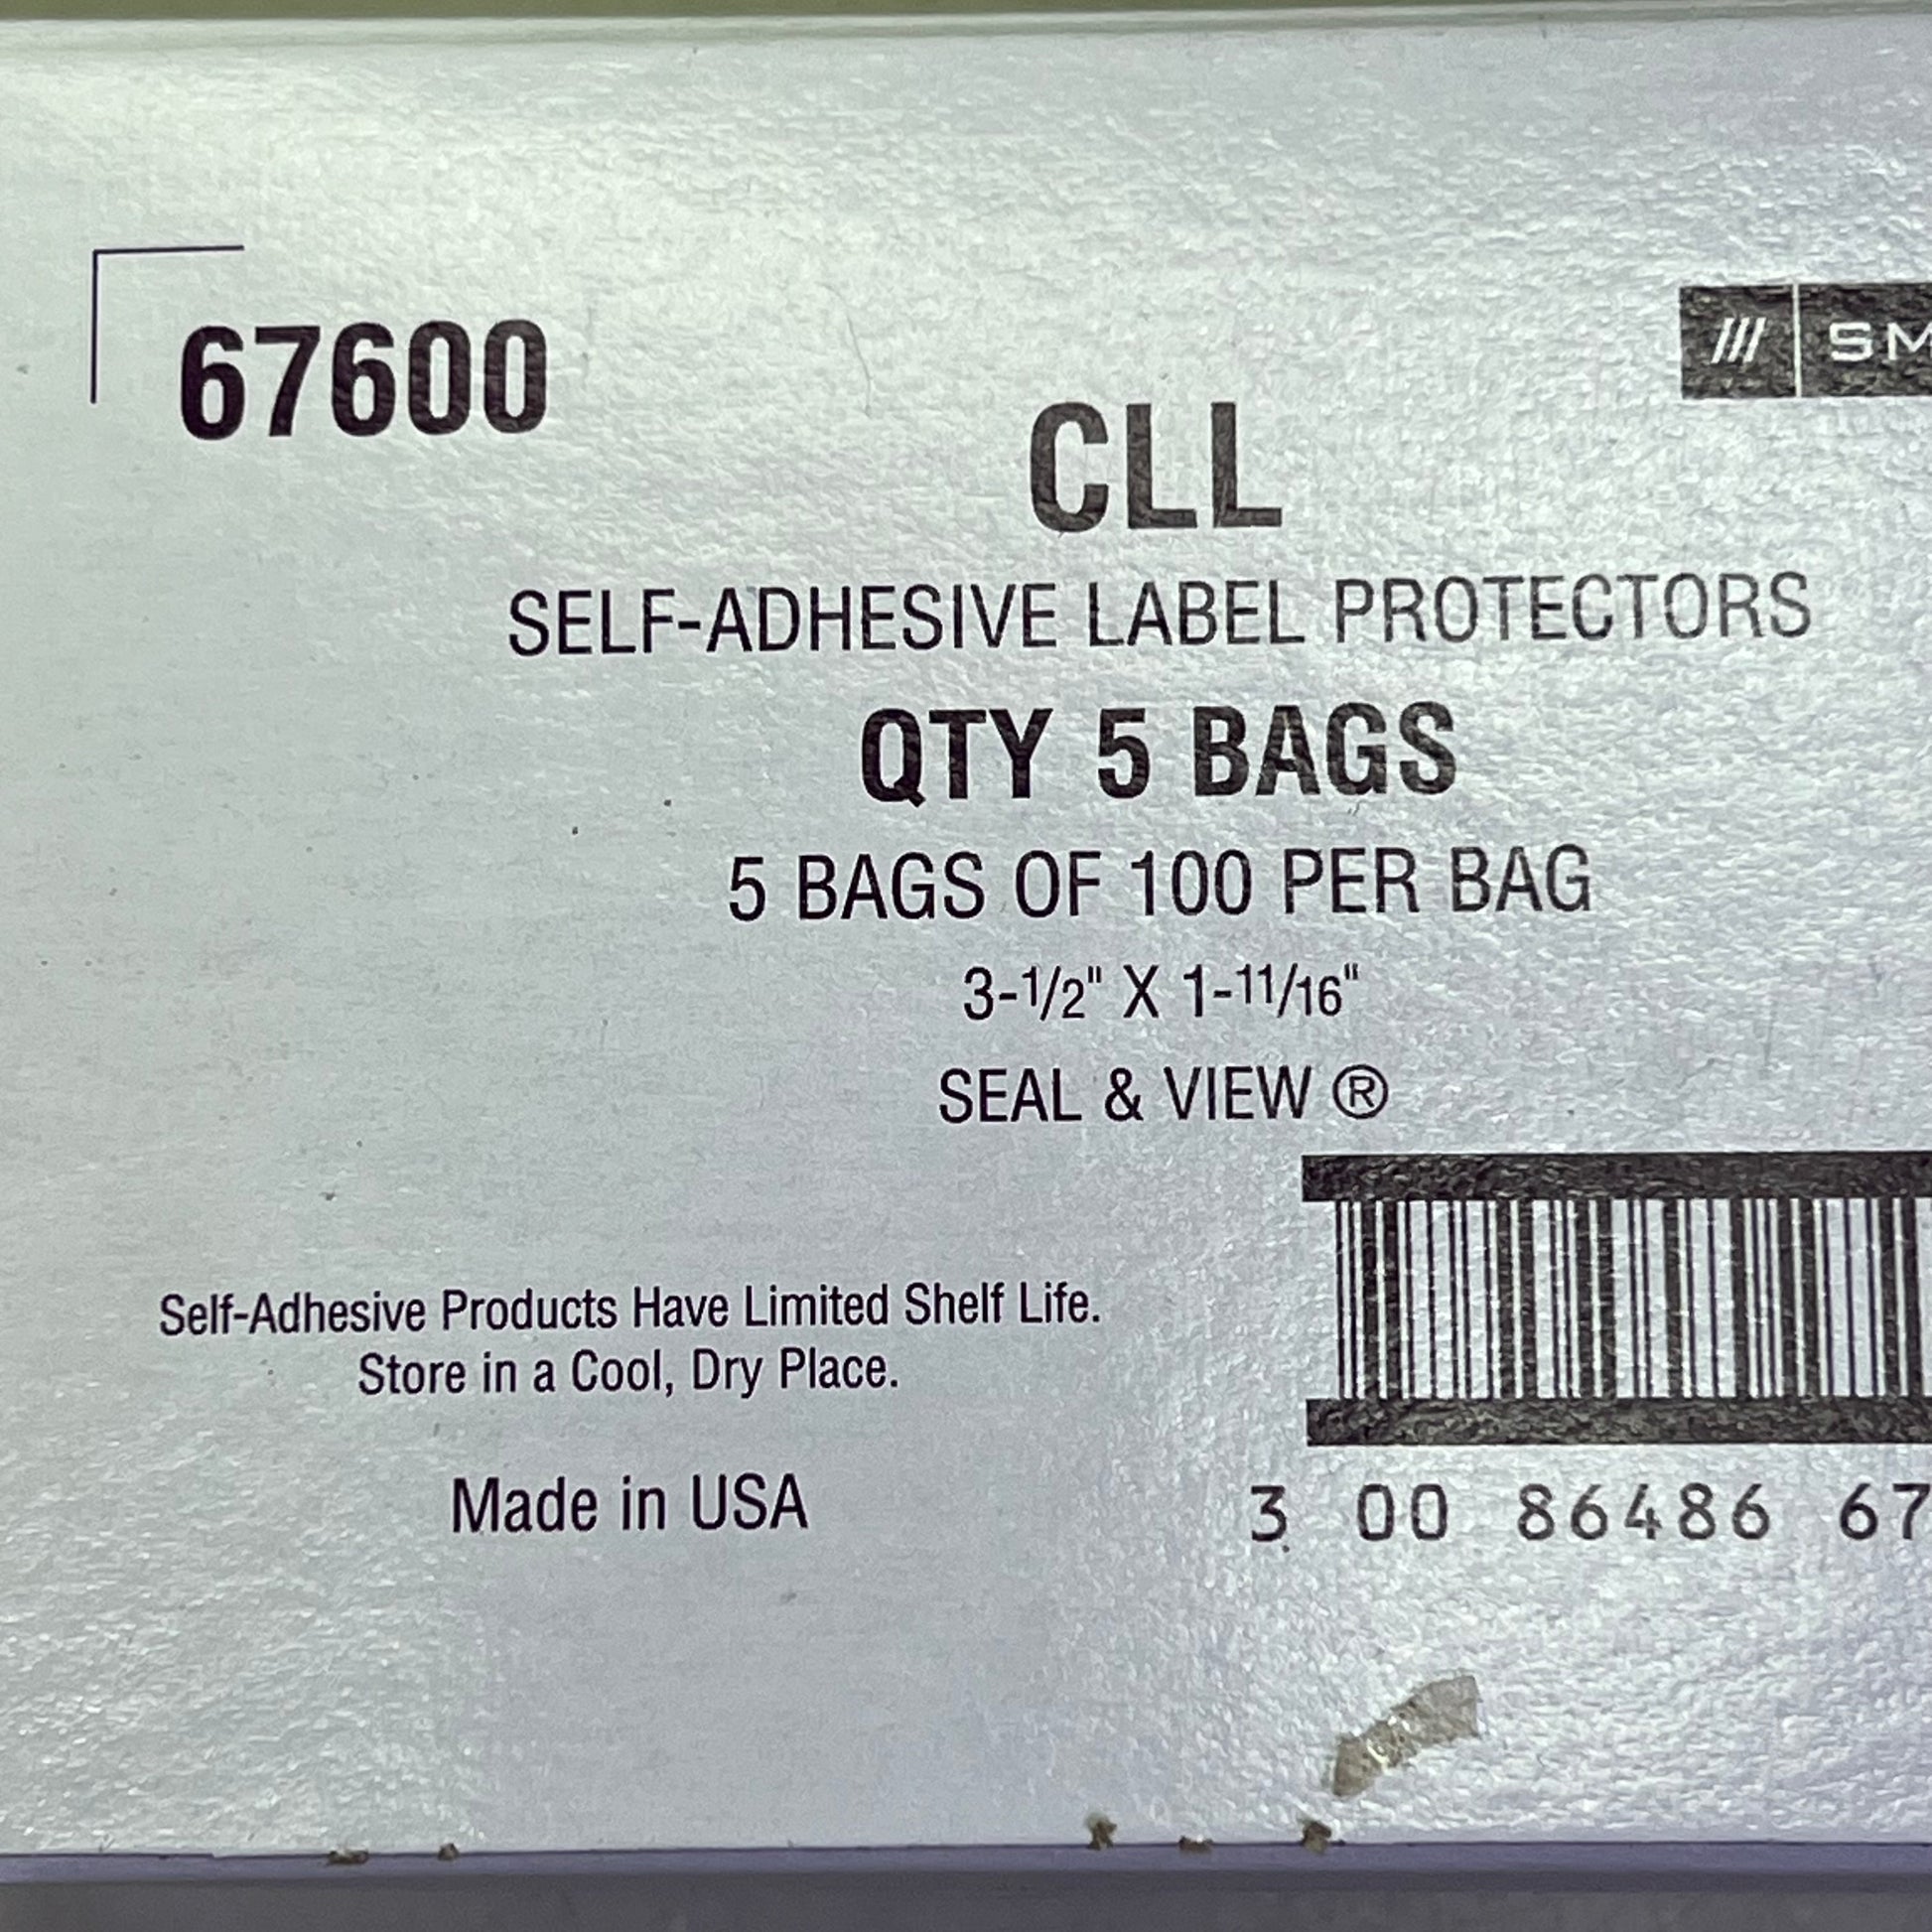 67600
/// SM
CLL
SELF-ADHESIVE LABEL PROTECTORS
QTY 5 BAGS
5 BAGS OF 100 PER BAG
3-1/2" X 1-11/16"
SEAL & VIEW ®
Self-Adhesive Products Have Limited Shelf Life.
Store in a Cool, Dry Place.
Made in USA
3 00 86486 67